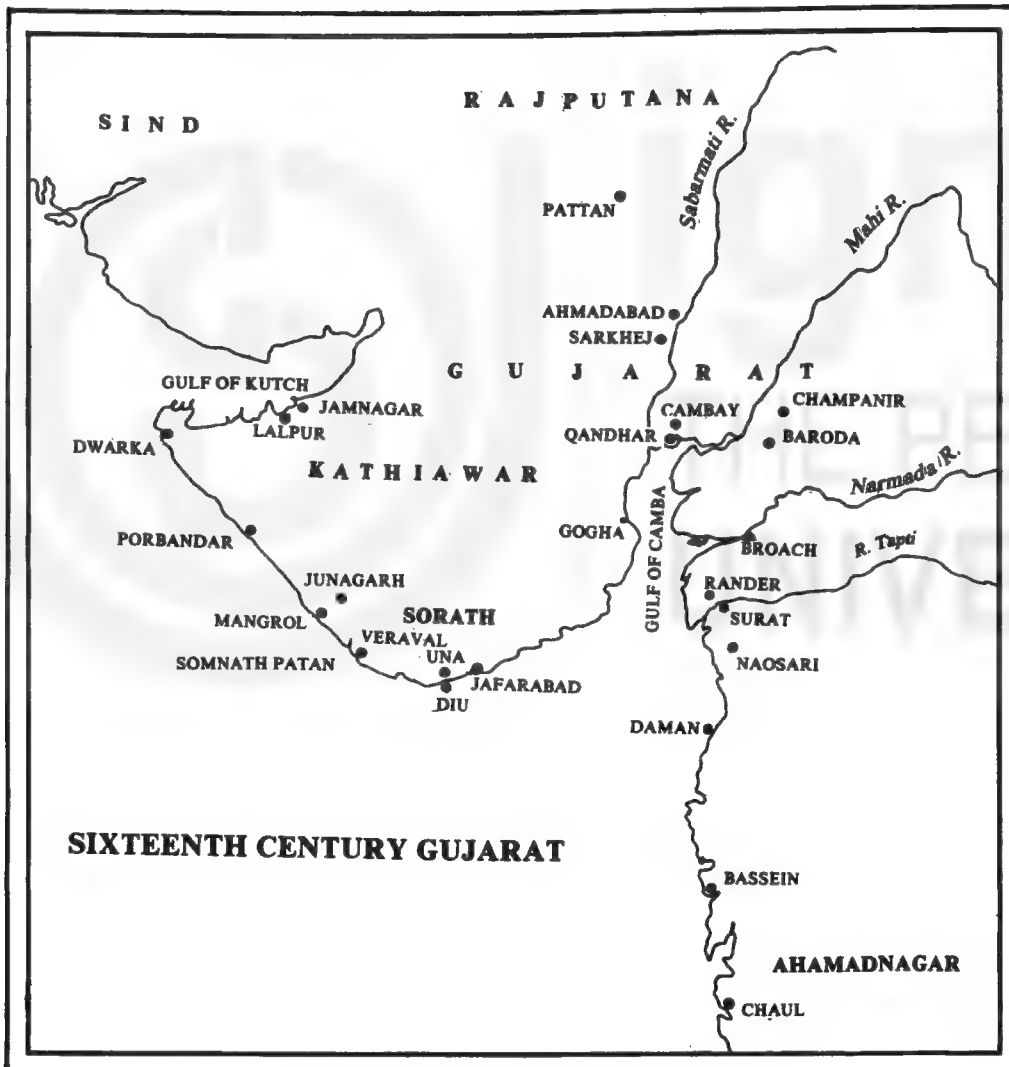 RAJPUTANA
SIND
Sabarmati R.
PATTAN
Mahi R.
AHMADABAD
SARKHEJ
GUJARAT
GULF OF KUTCH
JAMNAGAR
LALPUR
DWARKA
CAMBAY
CHAMPANIR
QANDHAR
BARODA
KATHIAWAR
Narmada R.
GOGHA
GULF OF CAMBA
PORBANDAR
BROACH
R. Tapti
JUNAGARH
RANDER
MANGROL
SORATH
SURAT
VERAVAL
SOMNATH PATAN
UNA
JAFARABAD
NAOSARI
DIU
DAMAN
SIXTEENTH CENTURY GUJARAT
BASSEIN
AHAMADNAGAR
CHAUL